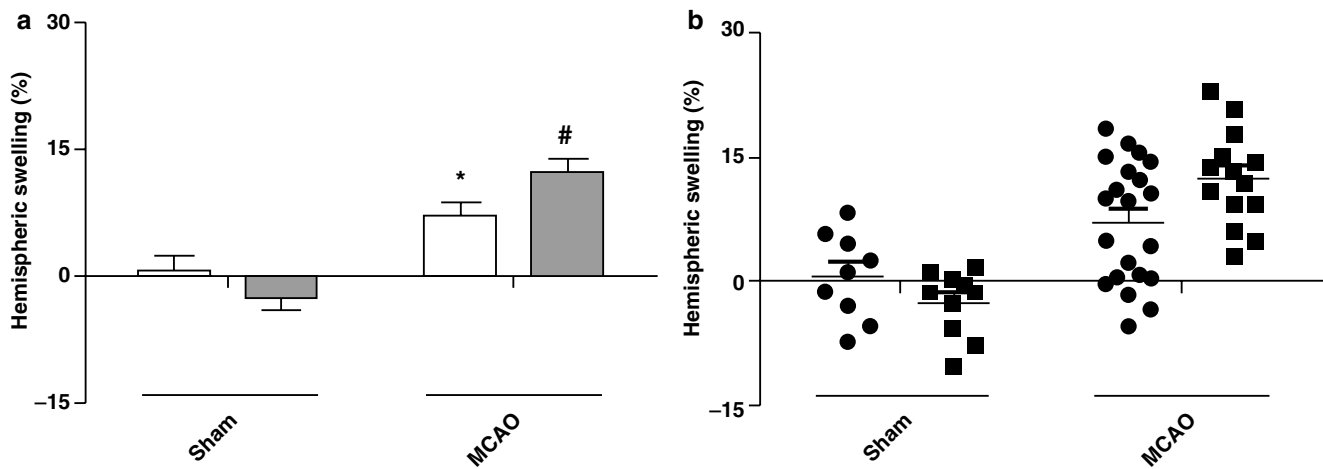 a
30
15
0
–15
Hemispheric swelling (%)
*
#
Sham
MCAO
b
30
15
0
–15
Hemispheric swelling (%)
Sham
MCAO